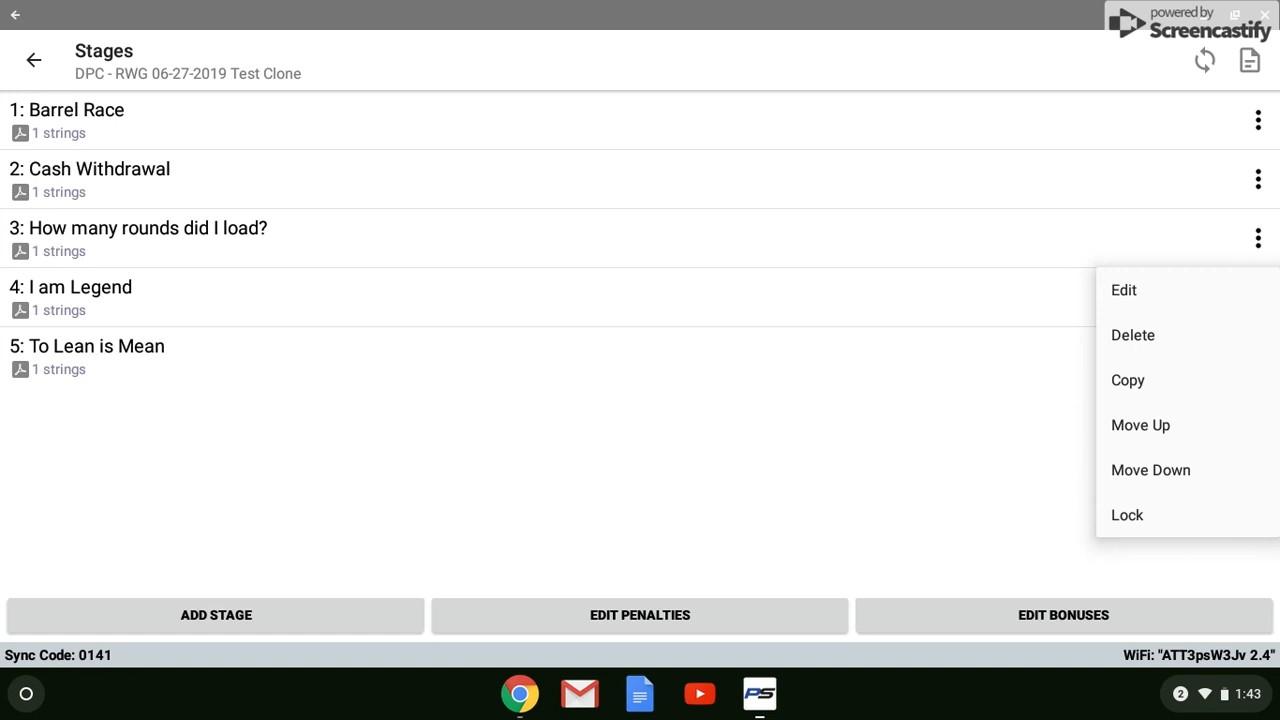 powered by
Screencastify
Stages
DPC - RWG 06-27-2019 Test Clone
1: Barrel Race
1 strings
2: Cash Withdrawal
1 strings
3: How many rounds did I load?
1 strings
4: I am Legend
1 strings
5: To Lean is Mean
1 strings
Edit
Delete
Copy
Move Up
Move Down
Lock
ADD STAGE
EDIT PENALTIES
EDIT BONUSES
Sync Code: 0141
WiFi: "ATT3psW3Jv 2.4"
PS
2
1:43